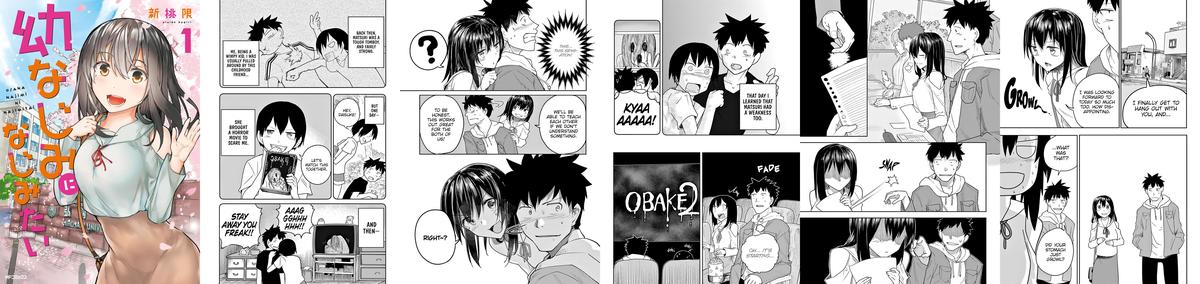 新桃限
1
幼
なじみ
に
なじみたい
BACK THEN,
MATSURI WAS A
TOUGH TOMBOY,
AND FAIRLY
STRONG.
ME, BEING A
WIMPY KID, I WAS
USUALLY PULLED
AROUND BY THIS
CHILDHOOD
FRIEND...
BUT
ONE
DAY--
HEY,
DAISUKE!
SHE
BROUGHT
A HORROR
MOVIE TO
SCARE ME.
OBAKE
LET'S
WATCH THIS
TOGETHER.
AND
THEN--
AAAG
GGHHH
HHH!!
STAY
AWAY YOU
FREAK!!
?
THIS...
THIS SENSA-
TION!
WE'LL BE
ABLE TO TEACH
EACH OTHER
IF WE DON'T
UNDERSTAND
SOMETHING.
TO BE
HONEST,
THIS WORKS
OUT GREAT
FOR THE
BOTH OF
US!
RIGHT~?
KYAA
AAAAA!
THAT DAY I
LEARNED THAT
MATSURI HAD
A WEAKNESS
TOO.
OBAKE2
FADE
OH... IT'S
STARTING...
SNAP
I FINALLY GET TO
HANG OUT WITH
YOU, AND...
I WAS LOOKING
FORWARD TO
TODAY SO MUCH
TOO. HOW DIS-
APPOINTING.
GROWL
...WHAT
WAS
THAT?
DID YOUR
STOMACH
JUST
GROWL?